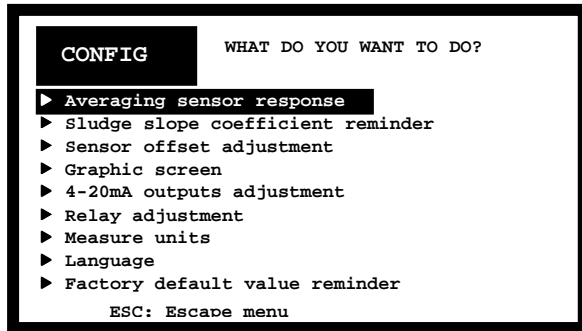 CONFIG
WHAT DO YOU WANT TO DO?
Averaging sensor response
Sludge slope coefficient reminder
Sensor offset adjustment
Graphic screen
4-20mA outputs adjustment
Relay adjustment
Measure units
Language
Factory default value reminder
ESC: Escape menu